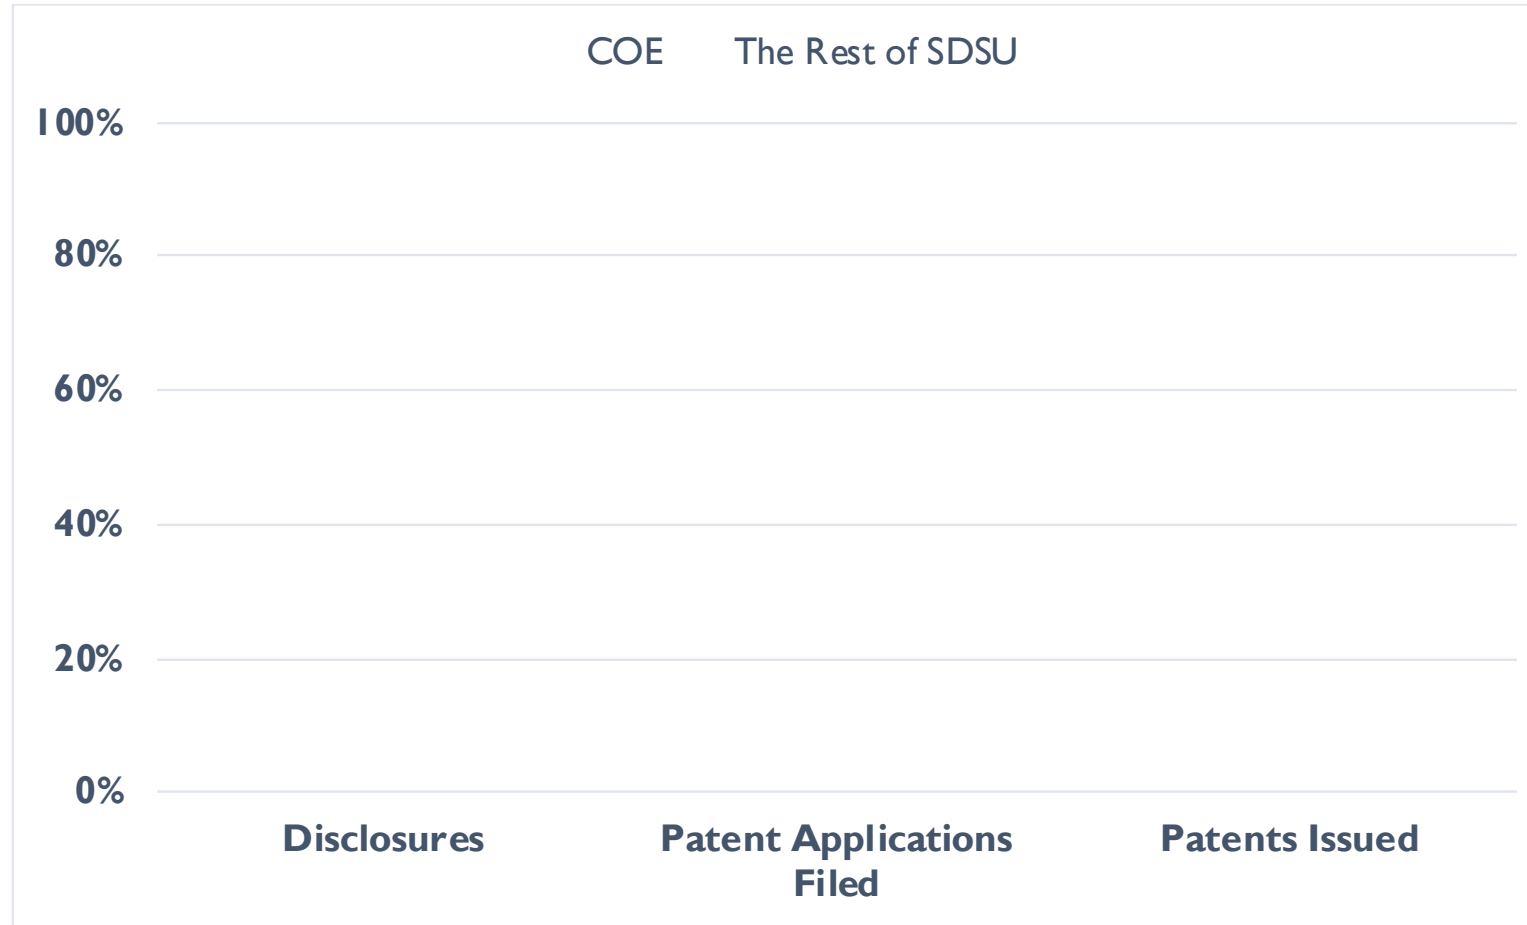 COE The Rest of SDSU
100%
80%
60%
40%
20%
0%
Disclosures Patent Applications Patents Issued
Filed